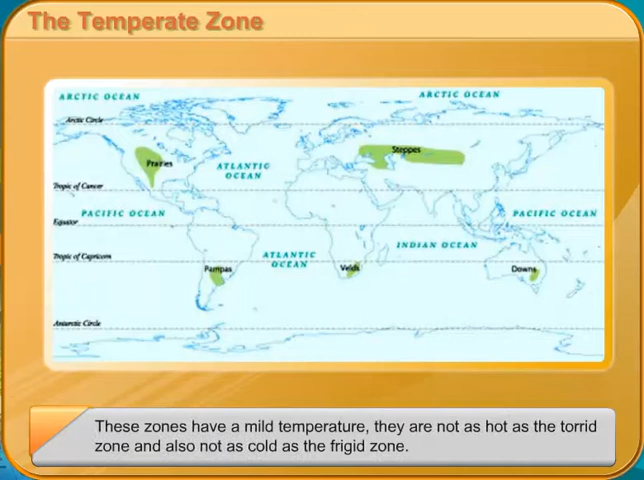 The Temperate Zone
ARCTIC OCEAN
ARCTIC OCEAN
Arctic Circle
Steppes
Prairies
ATLANTIC
OCEAN
Tropic of Cancer
PACIFIC OCEAN
PACIFIC OCEAN
Equator
INDIAN OCEAN
Tropic of Capricorn
ATLANTIC
OCEAN
Pampas
Velds
Downs
Antarctic Circle
These zones have a mild temperature, they are not as hot as the torrid
zone and also not as cold as the frigid zone.